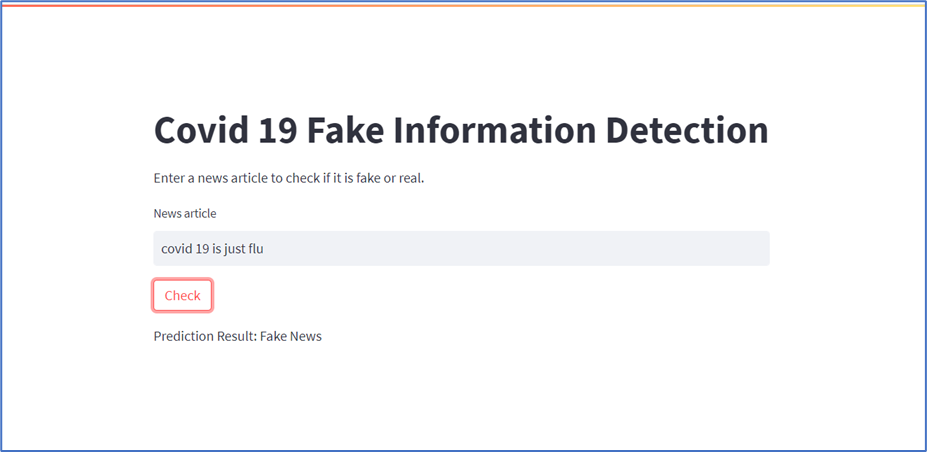 Covid 19 Fake Information Detection
Enter a news article to check if it is fake or real.
News article
covid 19 is just flu
Check
Prediction Result: Fake News